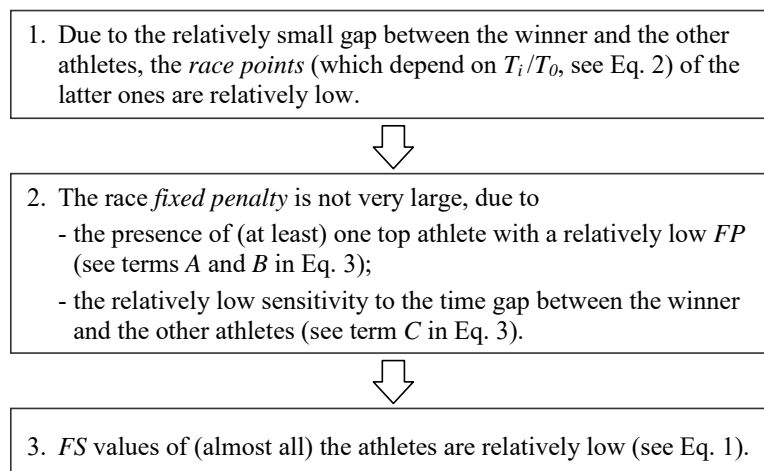 1. Due to the relatively small gap between the winner and the other
athletes, the race points (which depend on Ti/T0, see Eq. 2) of the
latter ones are relatively low.
2. The race fixed penalty is not very large, due to
- the presence of (at least) one top athlete with a relatively low FP
(see terms A and B in Eq. 3);
- the relatively low sensitivity to the time gap between the winner
and the other athletes (see term C in Eq. 3).
3. FS values of (almost all) the athletes are relatively low (see Eq. 1).